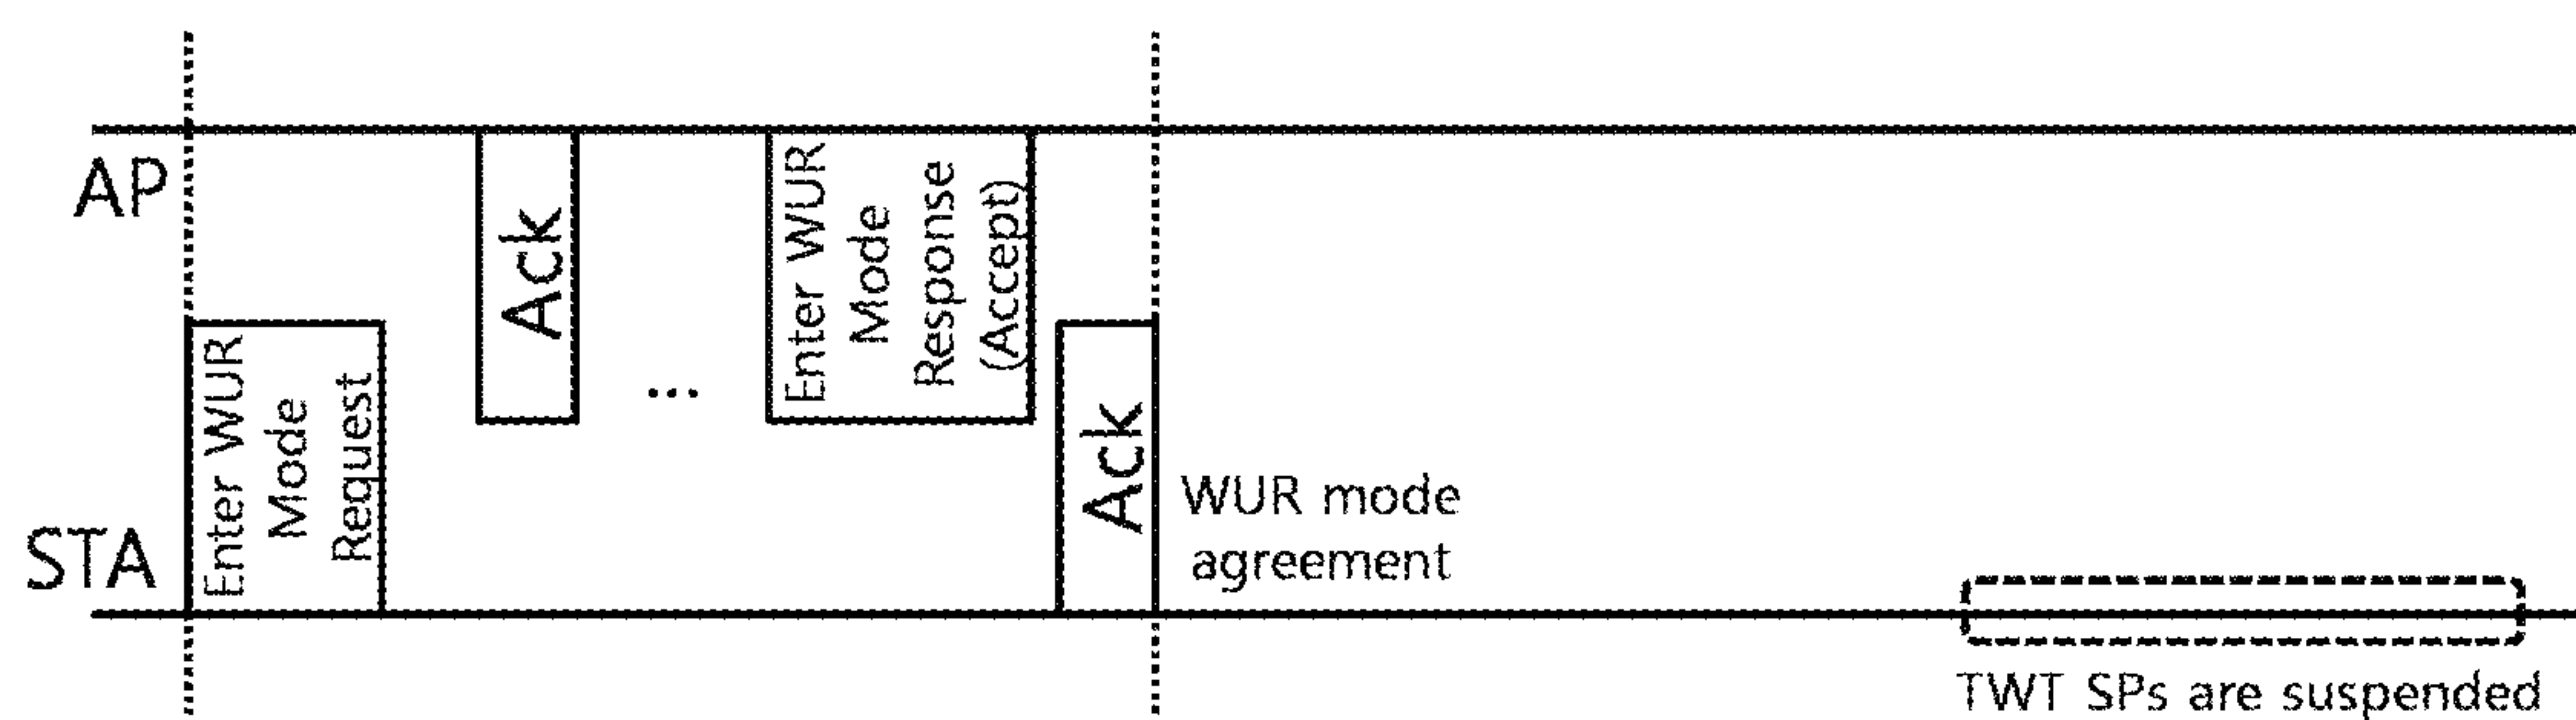 AP
STA
Enter WUR
Mode
Request
Ack
...
Enter WUR
Mode
Response
(Accept)
Ack
WUR mode
agreement
TWT SPs are suspended